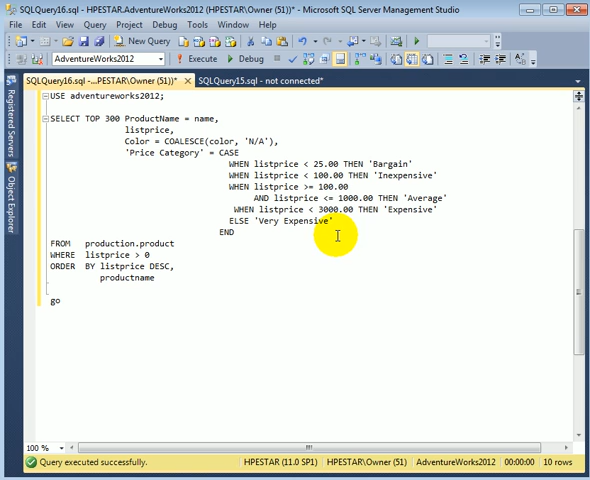 SQLQuery16.sql - HPESTAR.AdventureWorks2012 (HPESTAR\Owner (51))* - Microsoft SQL Server Management Studio
File Edit View Query Project Debug Tools Window Help
New Query
AdventureWorks2012 Execute Debug
SQLQuery16.sql -...PESTAR\Owner (51))* SQLQuery15.sql - not connected*
Registered Servers
Object Explorer
USE adventureworks2012;
SELECT TOP 300 ProductName = name,
listprice,
Color = COALESCE(color, 'N/A'),
'Price Category' = CASE
WHEN listprice < 25.00 THEN 'Bargain'
WHEN listprice < 100.00 THEN 'Inexpensive'
WHEN listprice >= 100.00
AND listprice <= 1000.00 THEN 'Average'
WHEN listprice < 3000.00 THEN 'Expensive'
ELSE 'Very Expensive'
END
FROM production.product
WHERE listprice > 0
ORDER BY listprice DESC,
productname
go
100 %
Query executed successfully. HPESTAR (11.0 SP1) HPESTAR\Owner (51) AdventureWorks2012 00:00:00 10 rows